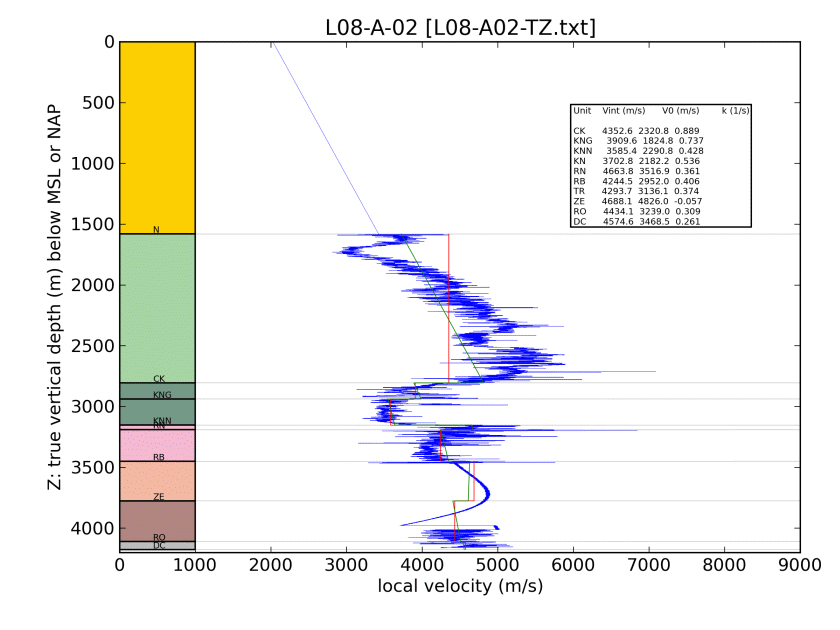 L08-A-02 [L08-A02-TZ.txt]
Z: true vertical depth (m) below MSL or NAP
0
500
1000
1500
2000
2500
3000
3500
4000
N
CK
KNG
KNN
RN
RB
ZE
RO
DC
Unit Vint (m/s) V0 (m/s) k (1/s)
CK 4352.6 2320.8 0.889
KNG 3909.6 1824.8 0.737
KNN 3585.4 2290.8 0.428
KN 3702.8 2182.2 0.536
RN 4663.8 3516.9 0.361
RB 4244.5 2952.0 0.406
TR 4293.7 3136.1 0.374
ZE 4688.1 4826.0 -0.057
RO 4434.1 3239.0 0.309
DC 4574.6 3468.5 0.261
0 1000 2000 3000 4000 5000 6000 7000 8000 9000
local velocity (m/s)